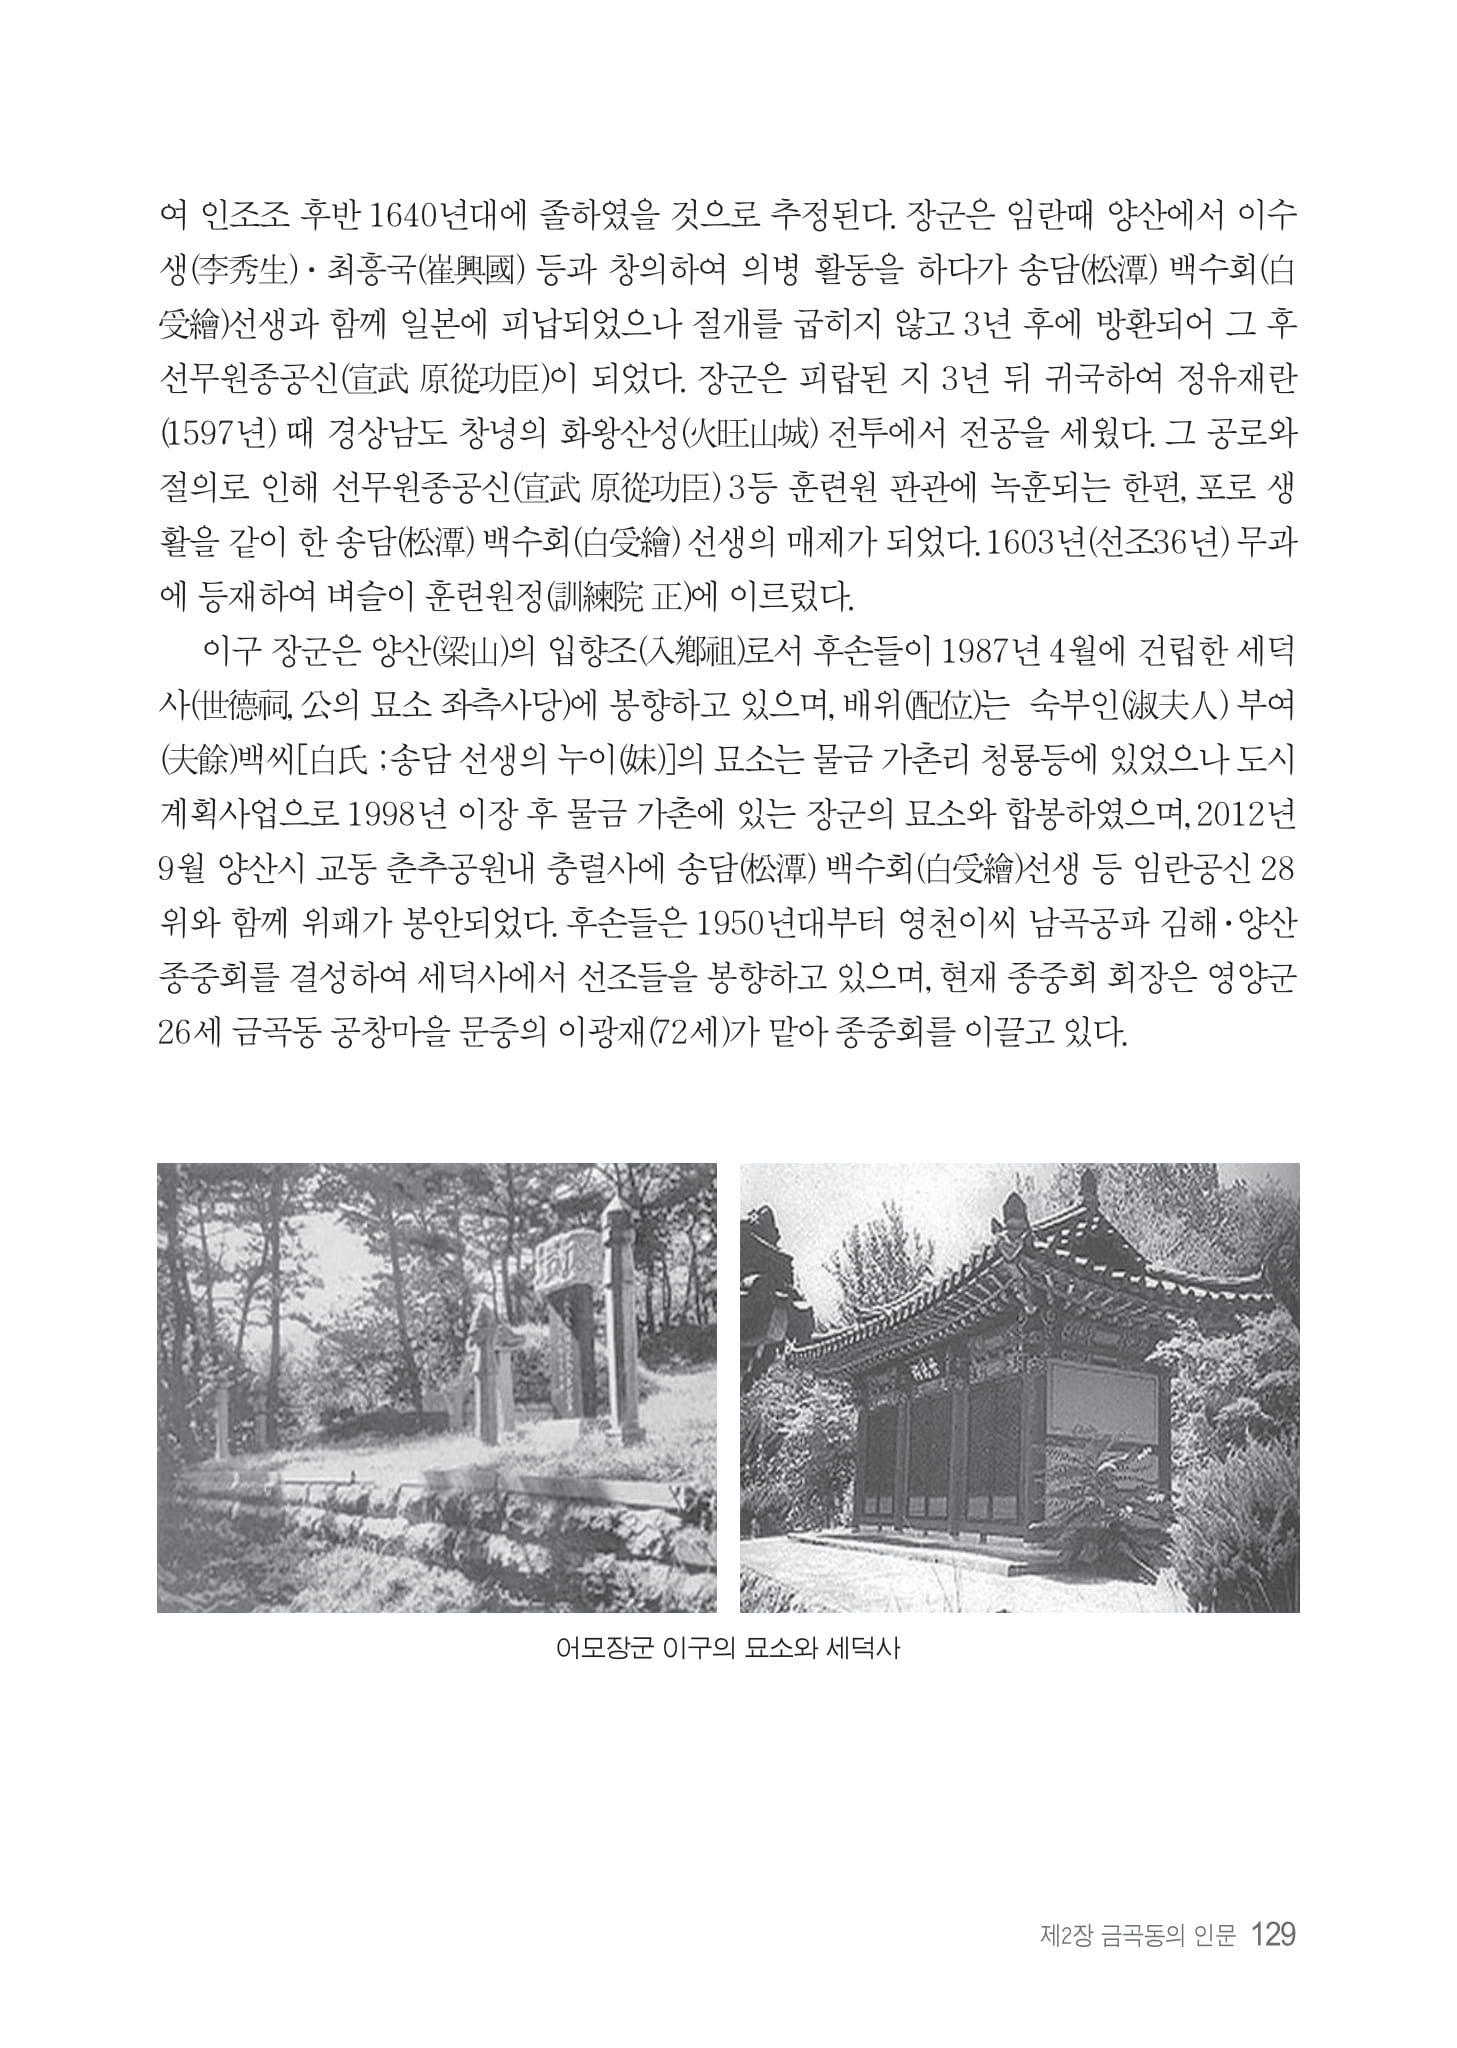 여 인조조 후반 1640년대에 졸하였을 것으로 추정된다. 장군은 임란때 양산에서 이수
생(李秀生)·최흥국(崔興國) 등과 창의하여 의병 활동을 하다가 송담(松潭) 백수회(白
受繪)선생과 함께 일본에 피납되었으나 절개를 굽히지 않고 3년 후에 방환되어 그 후
선무원종공신(宣武 原從功臣)이 되었다. 장군은 피랍된 지 3년 뒤 귀국하여 정유재란
(1597년) 때 경상남도 창녕의 화왕산성(火旺山城) 전투에서 전공을 세웠다. 그 공로와
절의로 인해 선무원종공신(宣武 原從功臣) 3등 훈련원 판관에 녹훈되는 한편, 포로 생
활을 같이 한 송담(松潭) 백수회(白受繪) 선생의 매제가 되었다. 1603년(선조36년) 무과
에 등재하여 벼슬이 훈련원정(訓練院 正)에 이르렀다.
이구 장군은 양산(梁山)의 입향조(入鄕祖)로서 후손들이 1987년 4월에 건립한 세덕
사(世德祠, 公의 묘소 좌측사당)에 봉향하고 있으며, 배위(配位)는 숙부인(淑夫人) 부여
(夫餘)백씨[白氏 ; 송담 선생의 누이(妹)]의 묘소는 물금 가촌리 청룡등에 있었으나 도시
계획사업으로 1998년 이장 후 물금 가촌에 있는 장군의 묘소와 합봉하였으며, 2012년
9월 양산시 교동 춘추공원내 충렬사에 송담(松潭) 백수회(白受繪)선생 등 임란공신 28
위와 함께 위패가 봉안되었다. 후손들은 1950년대부터 영천이씨 남곡공파 김해·양산
종중회를 결성하여 세덕사에서 선조들을 봉향하고 있으며, 현재 종중회 회장은 영양군
26세 금곡동 공창마을 문중의 이광재(72세)가 맡아 종중회를 이끌고 있다.
어모장군 이구의 묘소와 세덕사
제2장 금곡동의 인문 129